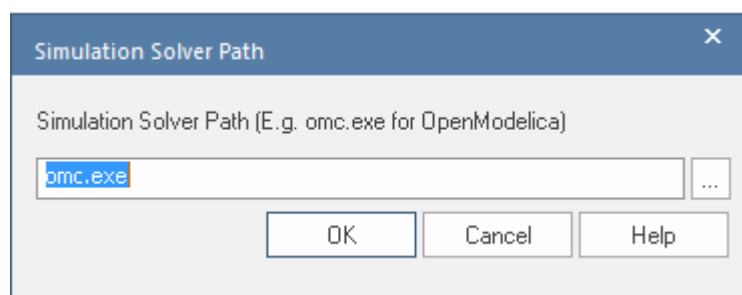 Simulation Solver Path
Simulation Solver Path (E.g. omc.exe for OpenModelica)
omc.exe
...
OK Cancel Help